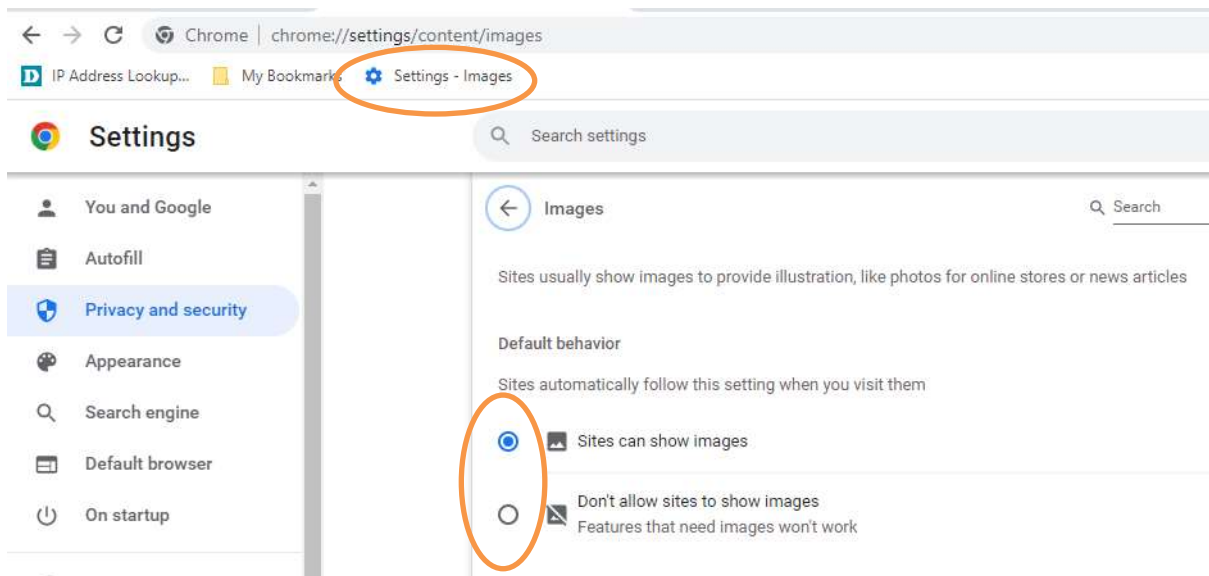 Chrome | chrome://settings/content/images
IP Address Lookup... My Bookmarks Settings - Images
Settings
Search settings
You and Google
Autofill
Privacy and security
Appearance
Search engine
Default browser
On startup
Images
Search
Sites usually show images to provide illustration, like photos for online stores or news articles
Default behavior
Sites automatically follow this setting when you visit them
Sites can show images
Don't allow sites to show images
Features that need images won't work